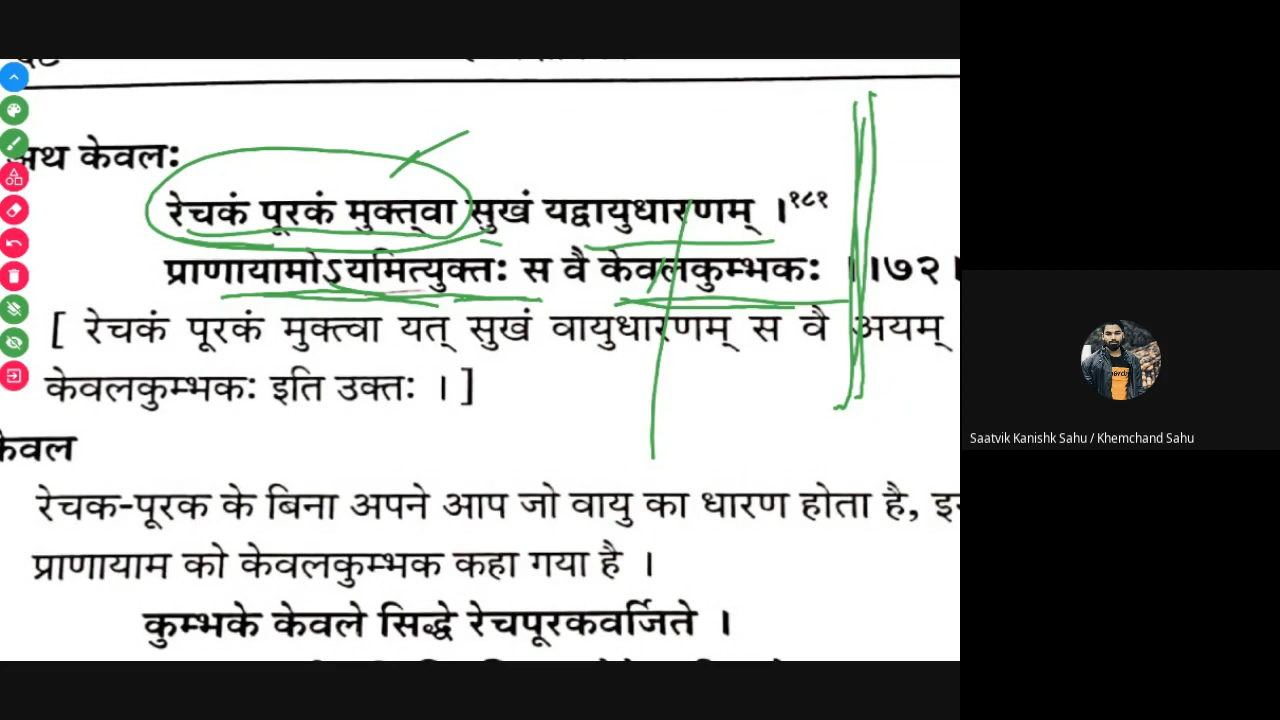 अथ केवलः
रेचकं पूरकं मुक्त्वा सुखं यद्वायुधारणम् ।१८१
प्राणायामोऽयमित्युक्तः स वै केवलकुम्भकः ।।७२।
[ रेचकं पूरकं मुक्त्वा यत् सुखं वायुधारणम् स वै अयम्
केवलकुम्भकः इति उक्तः । ]
केवल
रेचक-पूरक के बिना अपने आप जो वायु का धारण होता है,
प्राणायाम को केवलकुम्भक कहा गया है ।
कुम्भके केवले सिद्धे रेचपूरकवर्जिते ।
Saatvik Kanishk Sahu / Khemchand Sahu